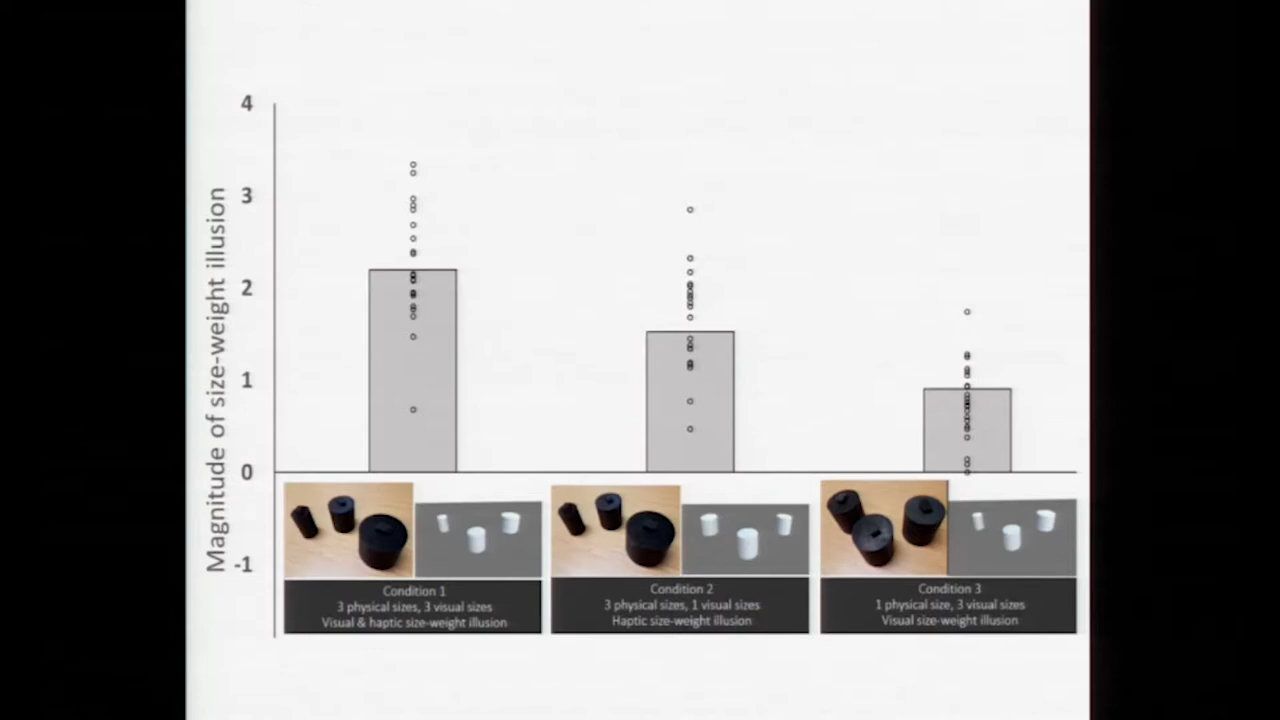 4
3
2
1
0
-1
Magnitude of size-weight illusion
Condition 1
3 physical sizes, 3 visual sizes
Visual & haptic size-weight illusion
Condition 2
3 physical sizes, 1 visual sizes
Haptic size-weight illusion
Condition 3
1 physical size, 3 visual sizes
Visual size-weight illusion